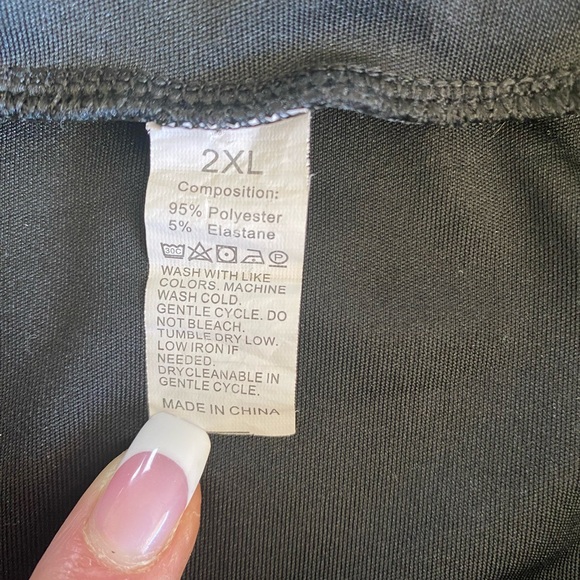 2XL
Composition:
95% Polyester
5% Elastane
30C P
WASH WITH LIKE
COLORS. MACHINE
WASH COLD.
GENTLE CYCLE. DO
NOT BLEACH.
TUMBLE DRY LOW.
LOW IRON IF
NEEDED.
DRYCLEANABLE IN
GENTLE CYCLE.
MADE IN CHINA